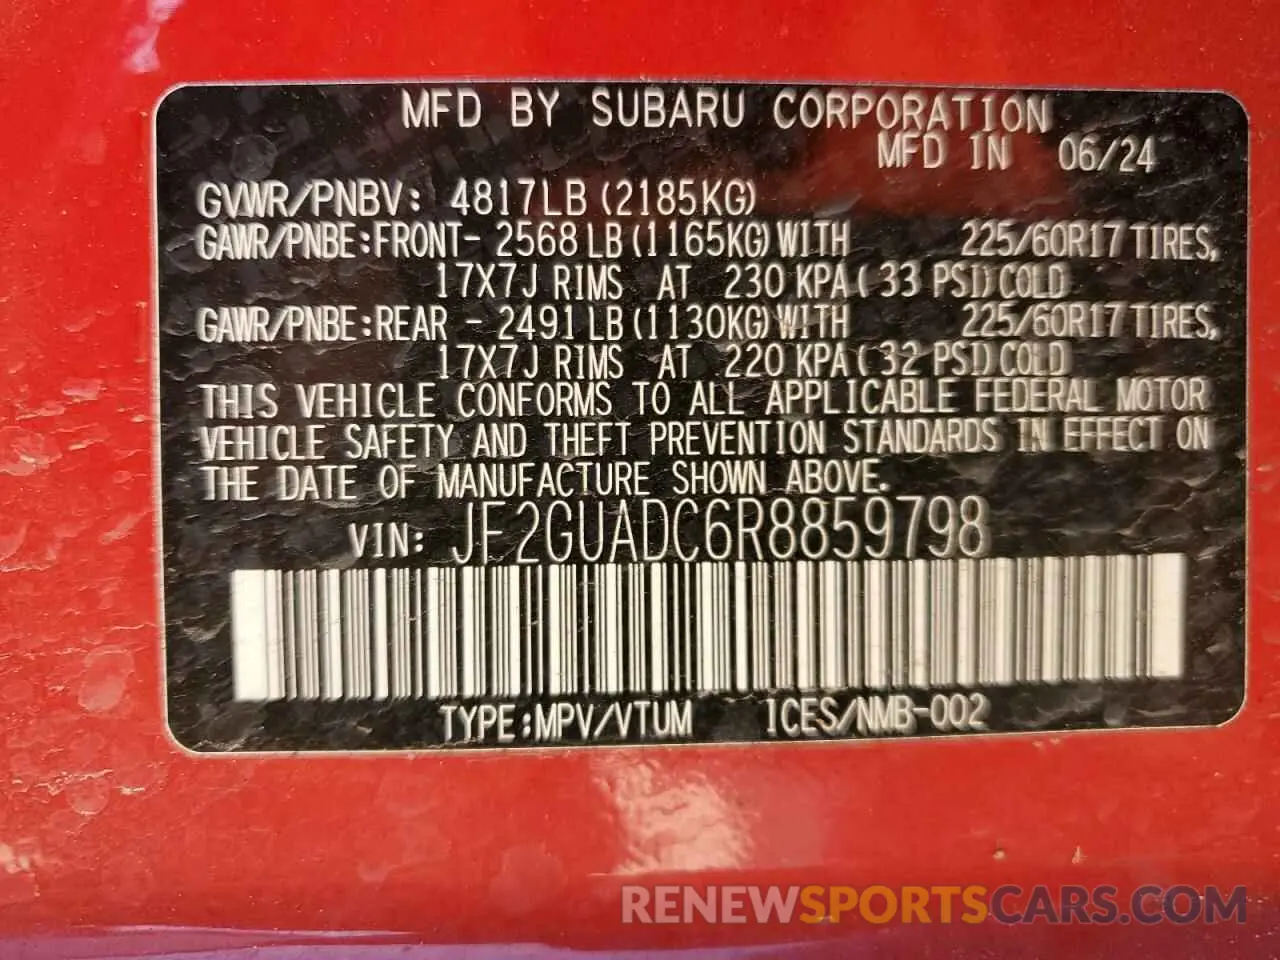 MFD BY SUBARU CORPORATION
MFD IN 06/24
GVWR/PNBV: 4817LB (2185KG)
GAWR/PNBE:FRONT- 2568 LB (1165KG) WITH 225/60R17 TIRES,
17X7J RIMS AT 230 KPA ( 33 PSI) COLD
GAWR/PNBE:REAR - 2491 LB (1130KG) WITH 225/60R17 TIRES,
17X7J RIMS AT 220 KPA ( 32 PSI) COLD
THIS VEHICLE CONFORMS TO ALL APPLICABLE FEDERAL MOTOR
VEHICLE SAFETY AND THEFT PREVENTION STANDARDS IN EFFECT ON
THE DATE OF MANUFACTURE SHOWN ABOVE.
VIN: JF2GUADC6R8859798
TYPE:MPV/VTUM ICES/NMB-002
RENEWSPORTSCARS.COM